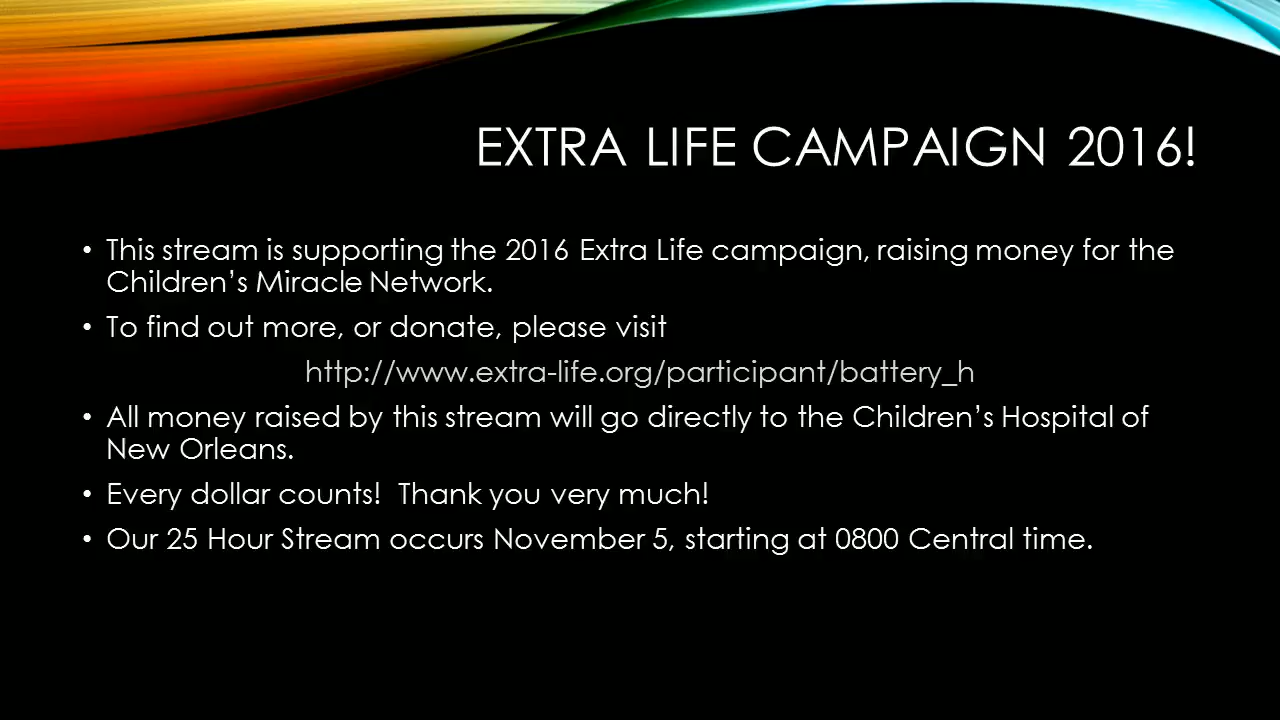 EXTRA LIFE CAMPAIGN 2016!
• This stream is supporting the 2016 Extra Life campaign, raising money for the
Children’s Miracle Network.
• To find out more, or donate, please visit
http://www.extra-life.org/participant/battery_h
• All money raised by this stream will go directly to the Children’s Hospital of
New Orleans.
• Every dollar counts!  Thank you very much!
• Our 25 Hour Stream occurs November 5, starting at 0800 Central time.